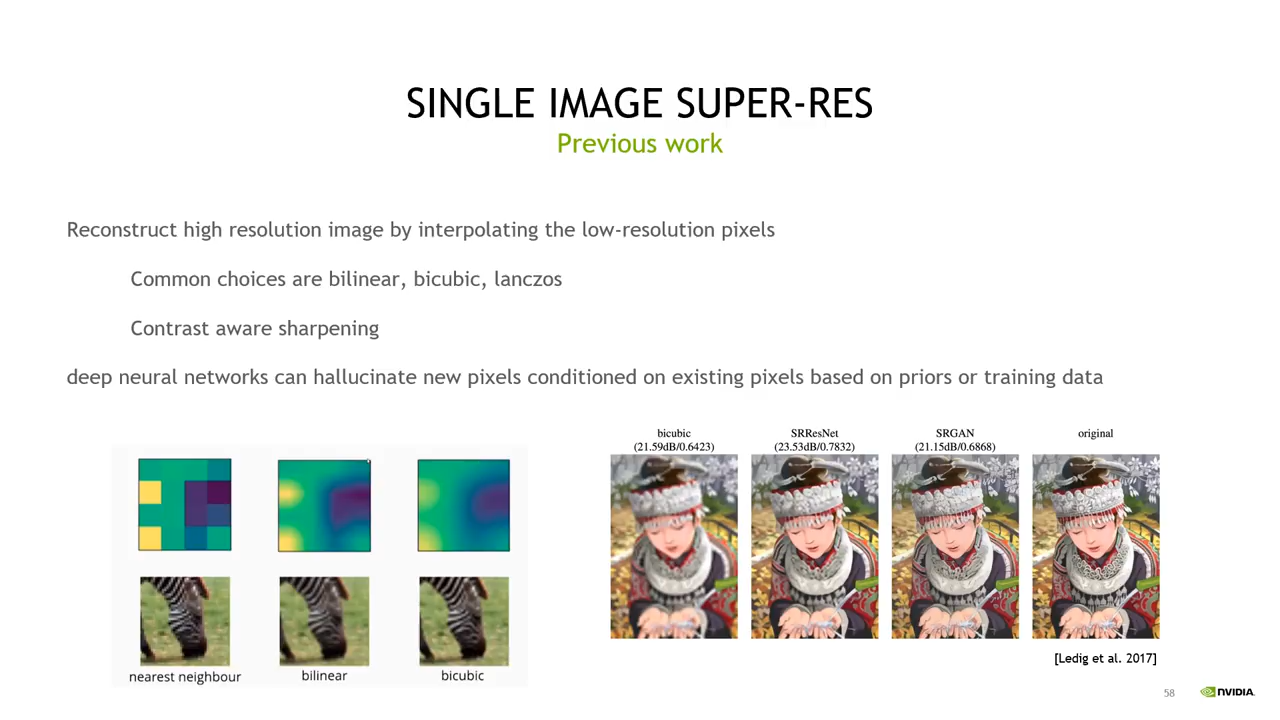 SINGLE IMAGE SUPER-RES
Previous work
Reconstruct high resolution image by interpolating the low-resolution pixels
Common choices are bilinear, bicubic, lanczos
Contrast aware sharpening
deep neural networks can hallucinate new pixels conditioned on existing pixels based on priors or training data
nearest neighbour
bilinear
bicubic
bicubic
(21.59dB/0.6423)
SRResNet
(23.53dB/0.7832)
SRGAN
(21.15dB/0.6868)
original
[Ledig et al. 2017]
58
NVIDIA.